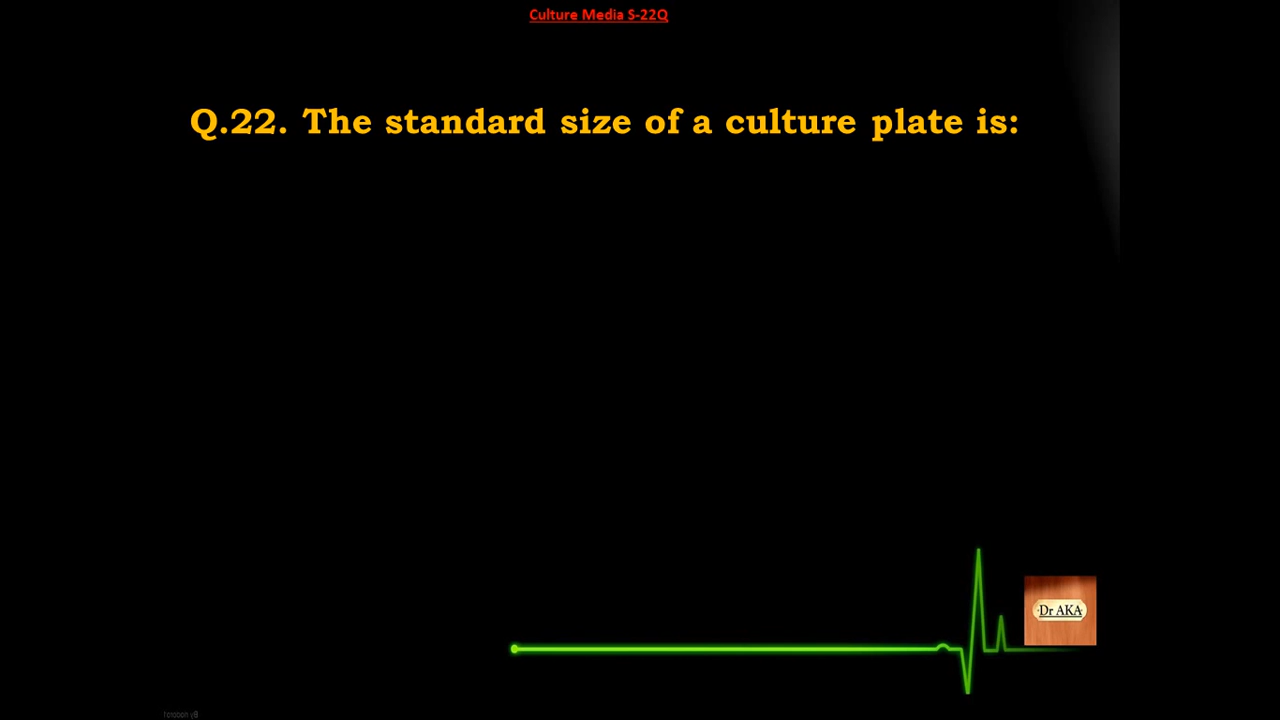 Culture Media S-22Q
Q.22. The standard size of a culture plate is:
Dr AKA